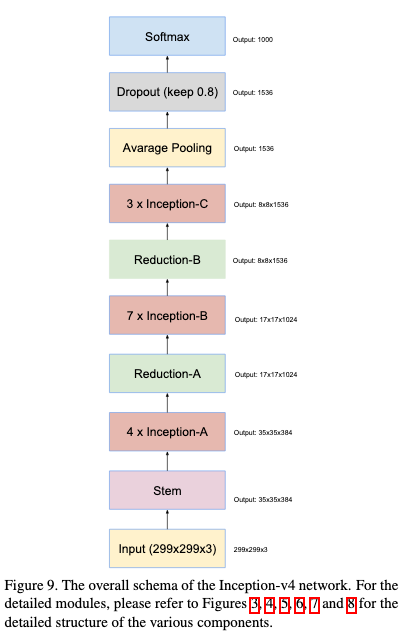 Softmax
Output: 1000
Dropout (keep 0.8)
Output: 1536
Avarage Pooling
Output: 1536
3 x Inception-C
Output: 8x8x1536
Reduction-B
Output: 8x8x1536
7 x Inception-B
Output: 17x17x1024
Reduction-A
Output: 17x17x1024
4 x Inception-A
Output: 35x35x384
Stem
Output: 35x35x384
Input (299x299x3)
299x299x3
Figure 9. The overall schema of the Inception-v4 network. For the
detailed modules, please refer to Figures 3, 4, 5, 6, 7 and 8 for the
detailed structure of the various components.